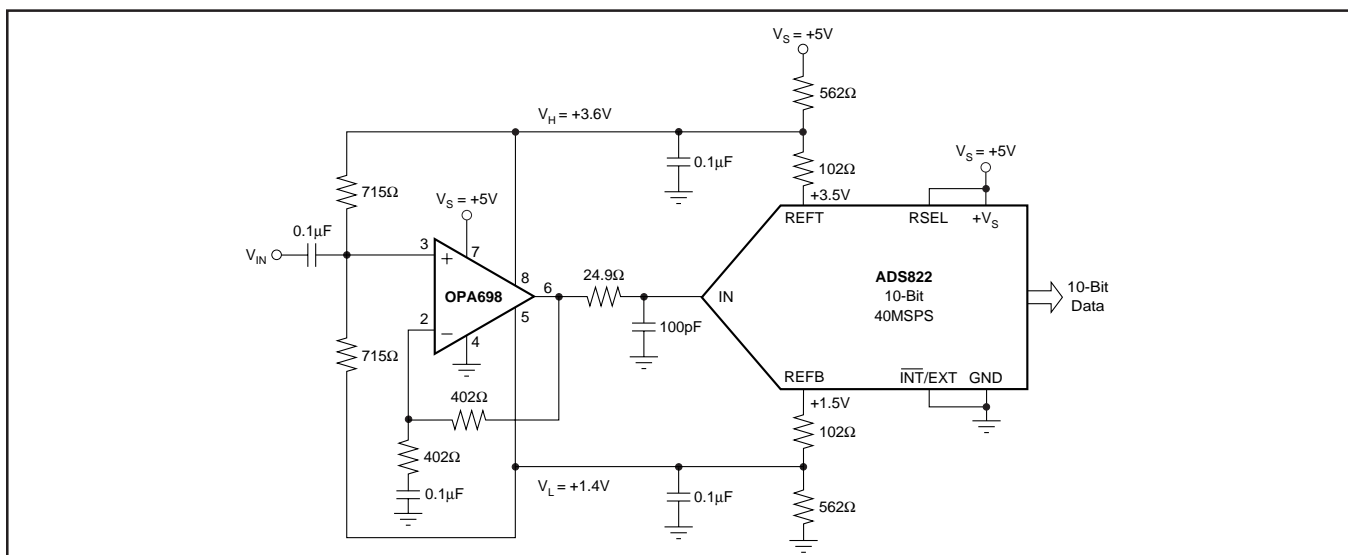 V_S = +5V
562Ω
V_H = +3.6V
0.1µF
102Ω
V_S = +5V
+3.5V
715Ω
V_S = +5V
REFT
RSEL
+V_S
0.1µF
V_IN
3
+
7
8
OPA698
6
24.9Ω
IN
ADS822
10-Bit
40MSPS
10-Bit
Data
2
−
5
4
100pF
715Ω
REFB
INT/EXT
GND
402Ω
+1.5V
102Ω
402Ω
0.1µF
V_L = +1.4V
0.1µF
562Ω